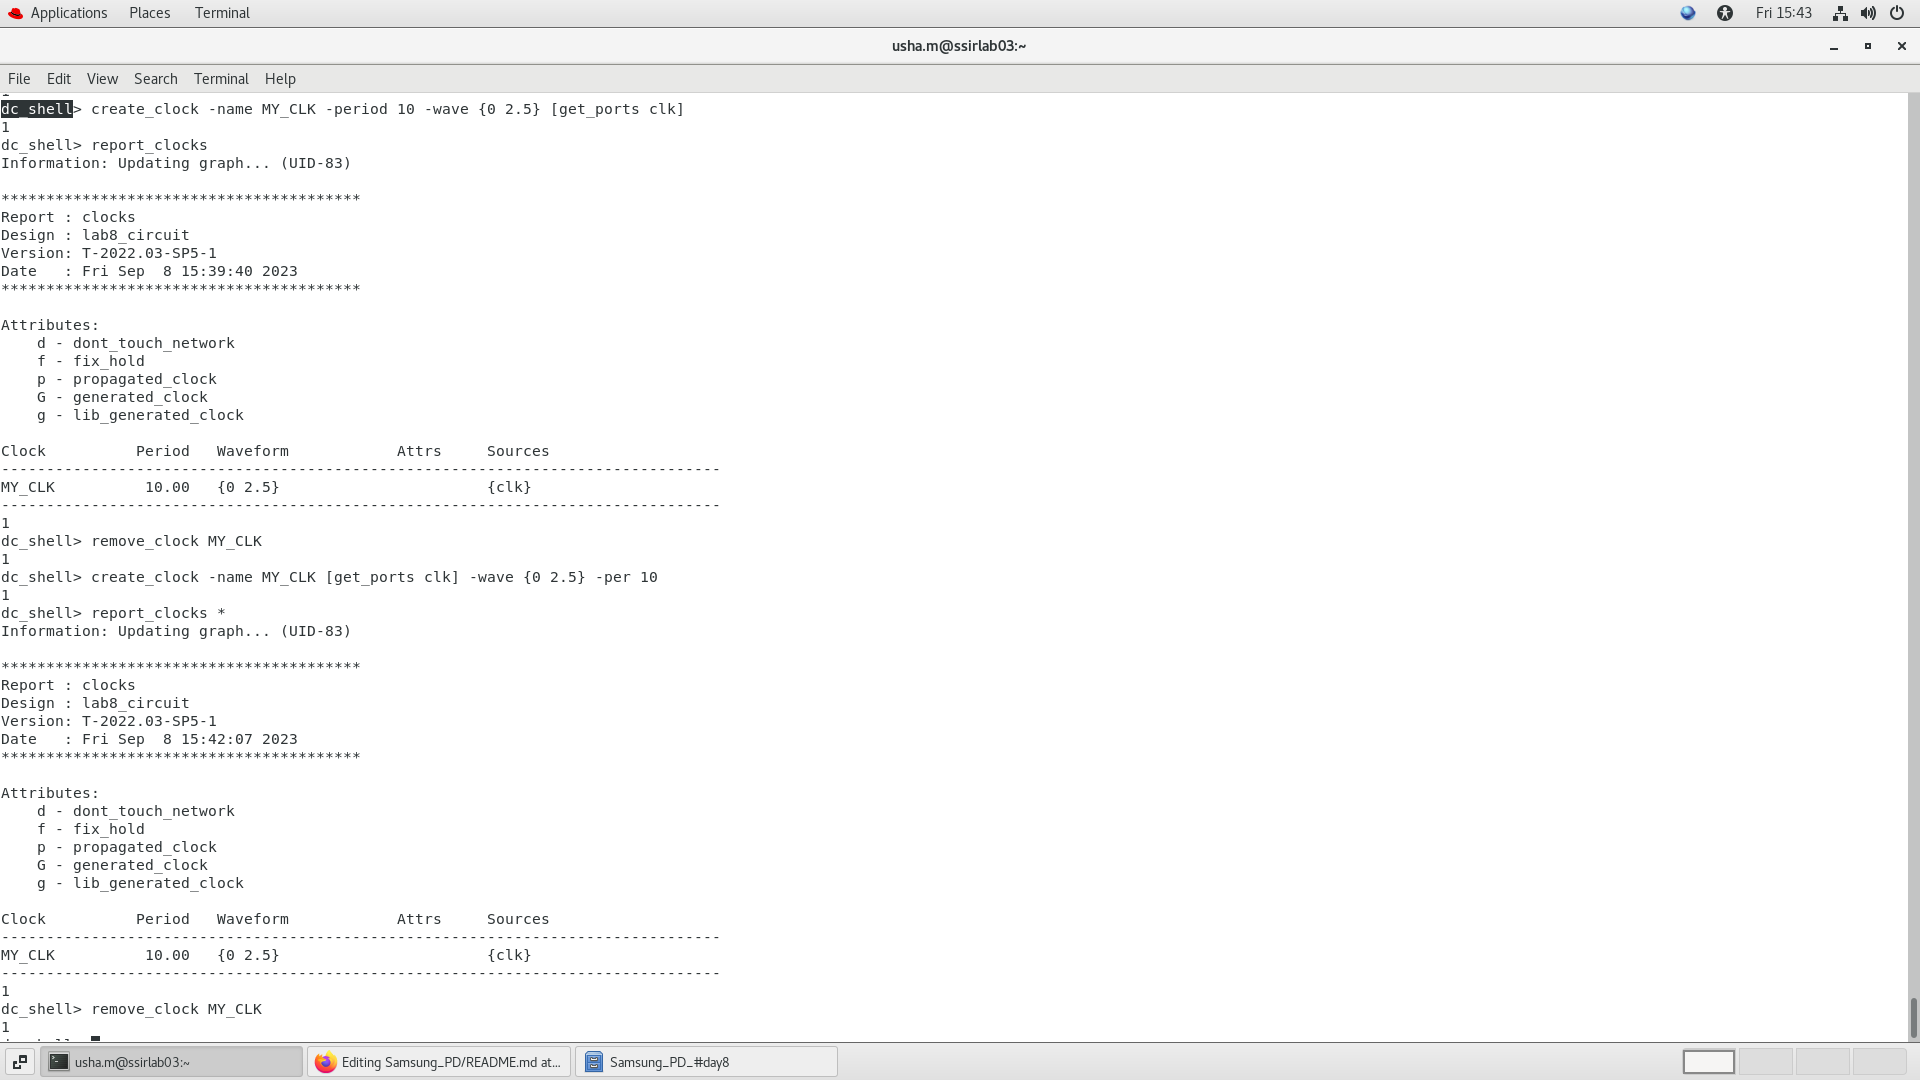 Applications Places Terminal Fri 15:43
usha.m@ssirlab03:~
File Edit View Search Terminal Help
dc_shell> create_clock -name MY_CLK -period 10 -wave {0 2.5} [get_ports clk]
1
dc_shell> report_clocks
Information: Updating graph... (UID-83)
****************************************
Report : clocks
Design : lab8_circuit
Version: T-2022.03-SP5-1
Date   : Fri Sep  8 15:39:40 2023
****************************************
Attributes:
    d - dont_touch_network
    f - fix_hold
    p - propagated_clock
    G - generated_clock
    g - lib_generated_clock
Clock          Period   Waveform            Attrs     Sources
--------------------------------------------------------------------------------
MY_CLK          10.00   {0 2.5}                       {clk}
--------------------------------------------------------------------------------
1
dc_shell> remove_clock MY_CLK
1
dc_shell> create_clock -name MY_CLK [get_ports clk] -wave {0 2.5} -per 10
1
dc_shell> report_clocks *
Information: Updating graph... (UID-83)
****************************************
Report : clocks
Design : lab8_circuit
Version: T-2022.03-SP5-1
Date   : Fri Sep  8 15:42:07 2023
****************************************
Attributes:
    d - dont_touch_network
    f - fix_hold
    p - propagated_clock
    G - generated_clock
    g - lib_generated_clock
Clock          Period   Waveform            Attrs     Sources
--------------------------------------------------------------------------------
MY_CLK          10.00   {0 2.5}                       {clk}
--------------------------------------------------------------------------------
1
dc_shell> remove_clock MY_CLK
1
usha.m@ssirlab03:~ Editing Samsung_PD/README.md at... Samsung_PD_#day8